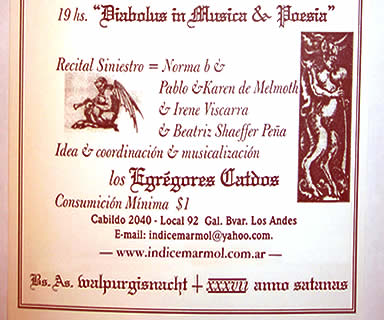 19 hs. "Diabolus in Musica & Poesia"
Recital Siniestro = Norma b &
Pablo & Karen de Melmoth
& Irene Viscarra
& Beatriz Shaeffer Peña
Idea & coordinación & musicalización
los Egrégores Catdos
Consumición Mínima $1
Cabildo 2040 - Local 92 Gal. Bvar. Los Andes
E-mail: indicemarmol@yahoo.com.
— www.indicemarmol.com.ar —
Bs. As. walpurgisnacht † XXXVII anno satanas